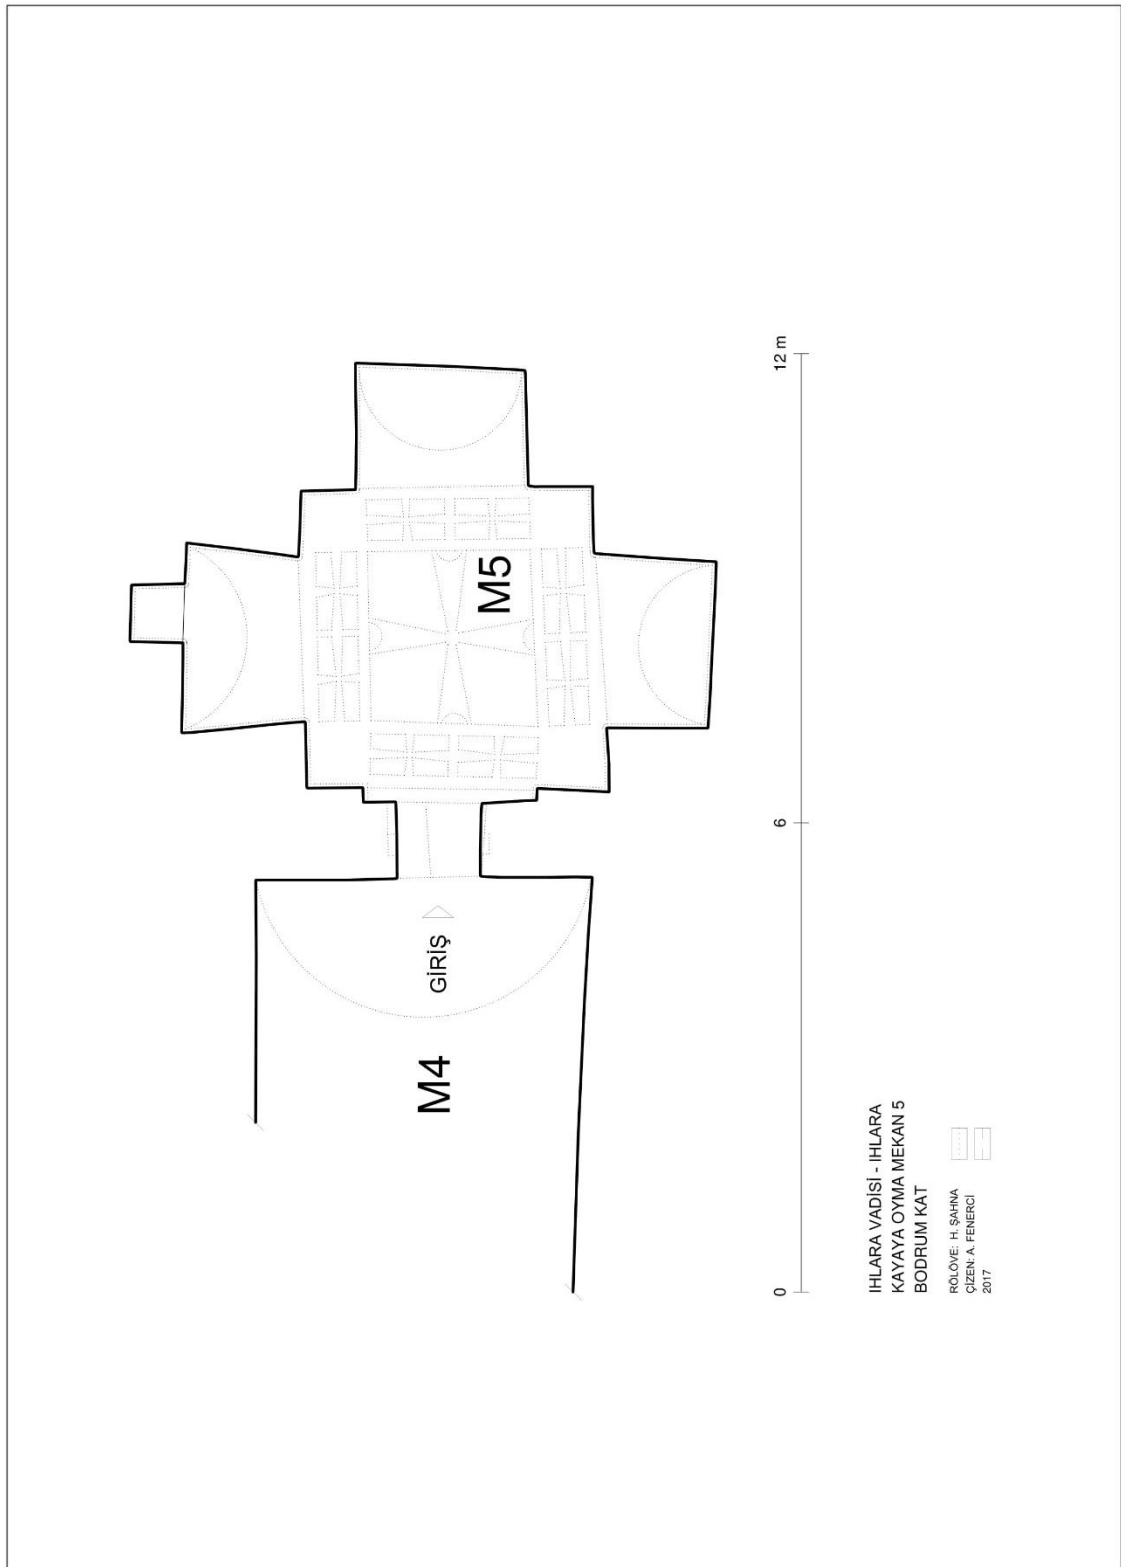 M5
M4
GİRİŞ
0
6
12 m
IHLARA VADİSİ - IHLARA
KAYAYA OYMA MEKAN 5
BODRUM KAT
RÖLÖVE: H. ŞAHNA
ÇİZEN: A. FENERCİ
2017